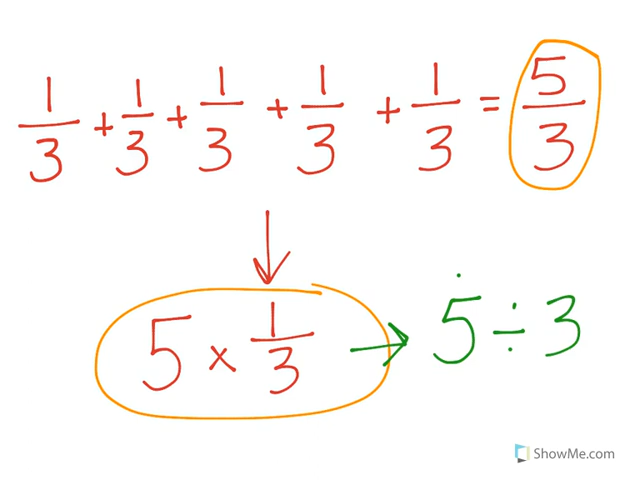 1/3 + 1/3 + 1/3 + 1/3 + 1/3 = 5/3
5 × 1/3 → 5 ÷ 3
ShowMe.com